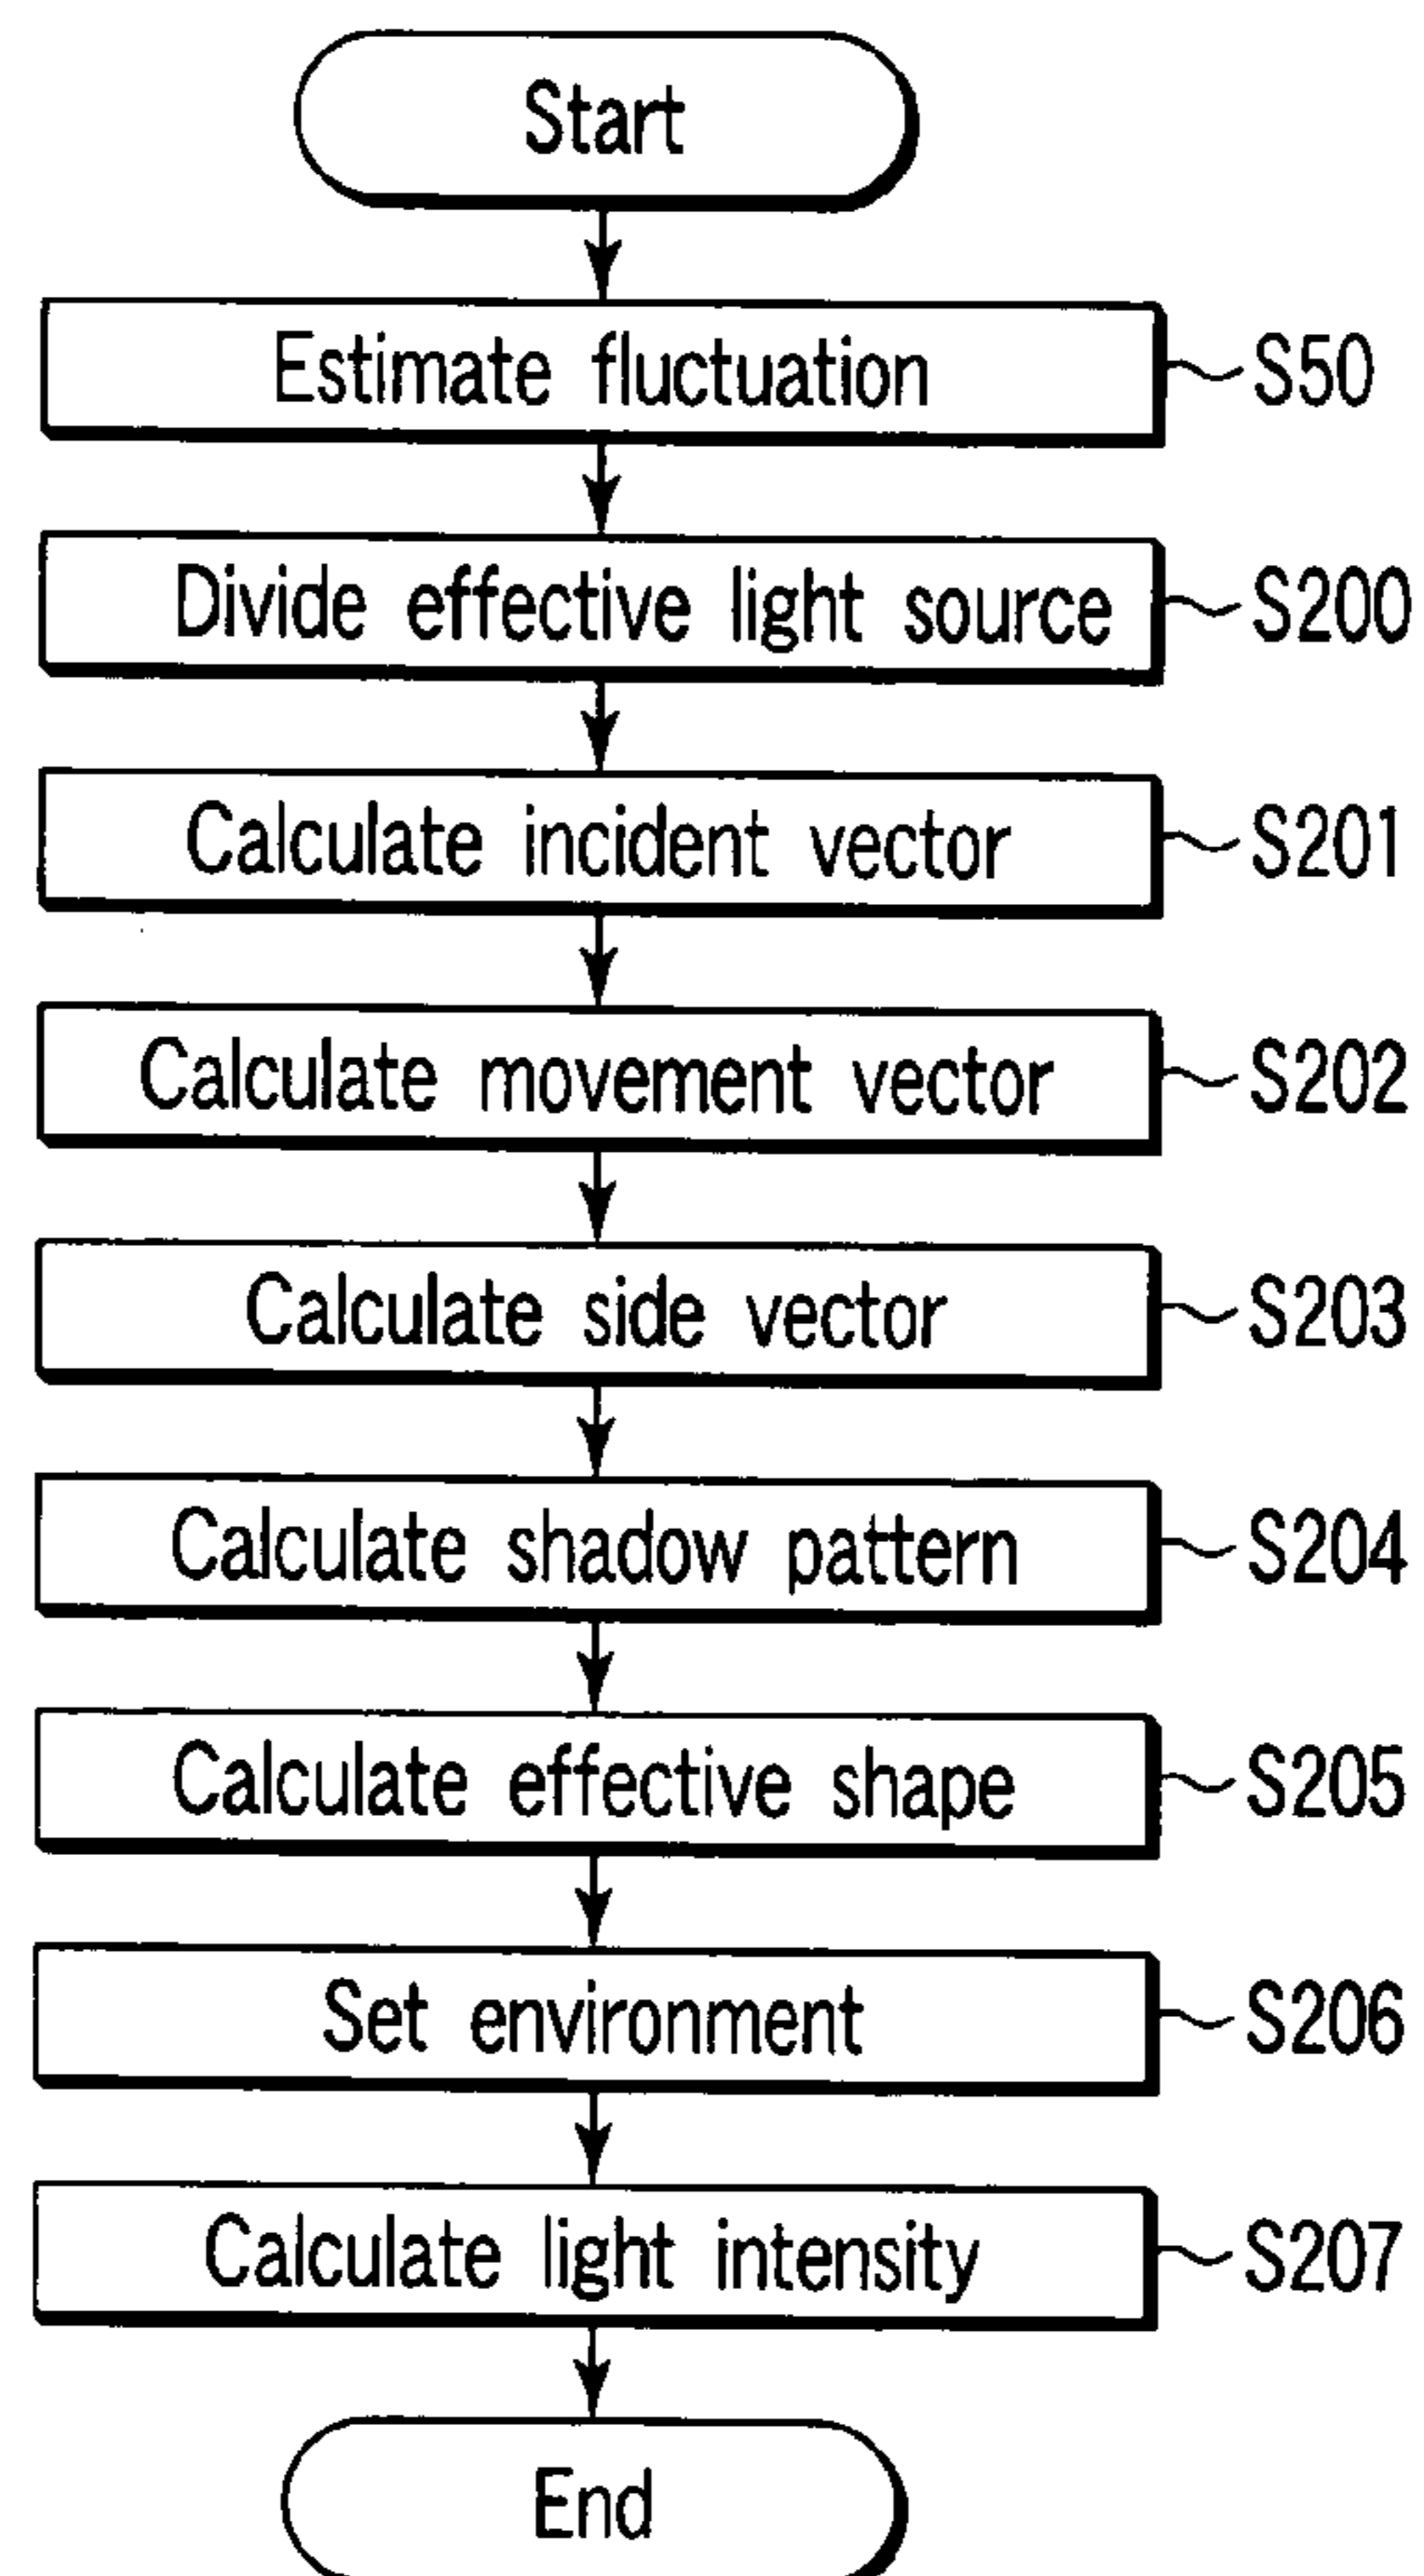 Start
Estimate fluctuation S50
Divide effective light source S200
Calculate incident vector S201
Calculate movement vector S202
Calculate side vector S203
Calculate shadow pattern S204
Calculate effective shape S205
Set environment S206
Calculate light intensity S207
End